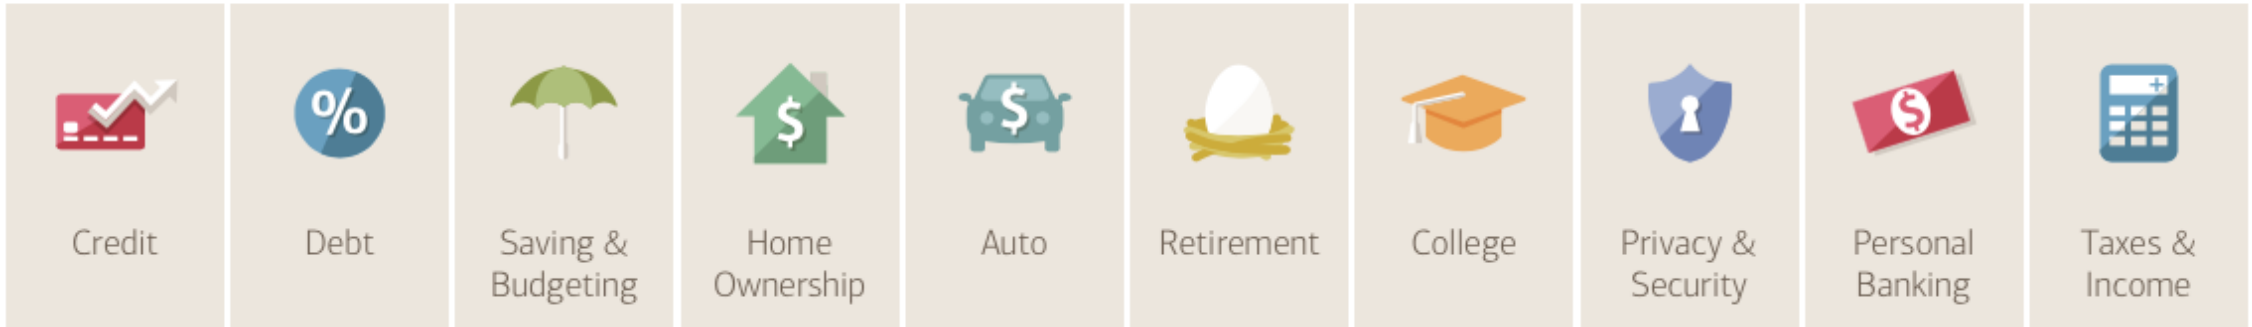 %
$
$
$
Credit
Debt
Saving &
Budgeting
Home
Ownership
Auto
Retirement
College
Privacy &
Security
Personal
Banking
Taxes &
Income